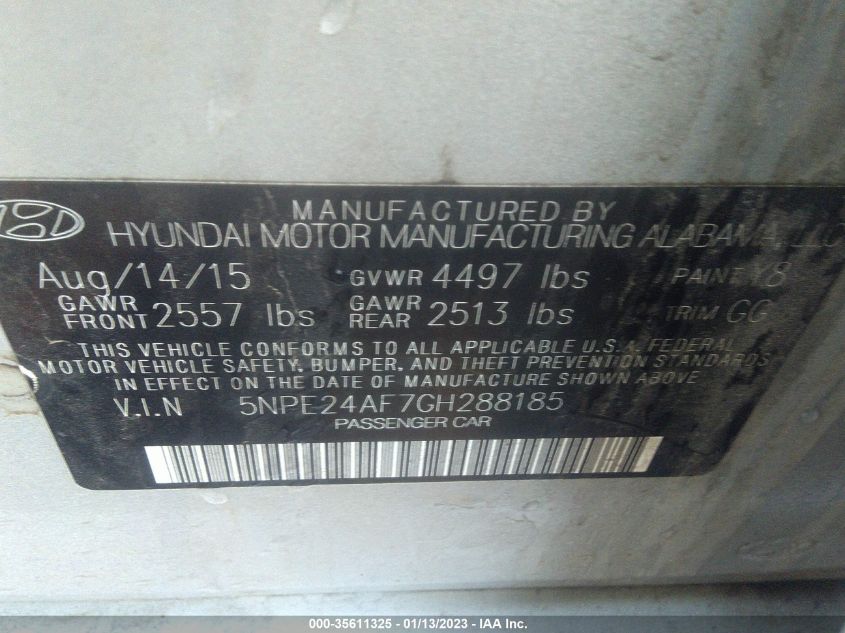 MANUFACTURED BY
HYUNDAI MOTOR MANUFACTURING ALABAMA, LLC
Aug/14/15 GVWR 4497 lbs PAINT Y8
GAWR FRONT 2557 lbs GAWR REAR 2513 lbs TRIM GG
THIS VEHICLE CONFORMS TO ALL APPLICABLE U.S.A. FEDERAL
MOTOR VEHICLE SAFETY, BUMPER, AND THEFT PREVENTION STANDARDS
IN EFFECT ON THE DATE OF MANUFACTURE SHOWN ABOVE
V.I.N 5NPE24AF7GH288185
PASSENGER CAR
000-35611325 - 01/13/2023 - IAA Inc.